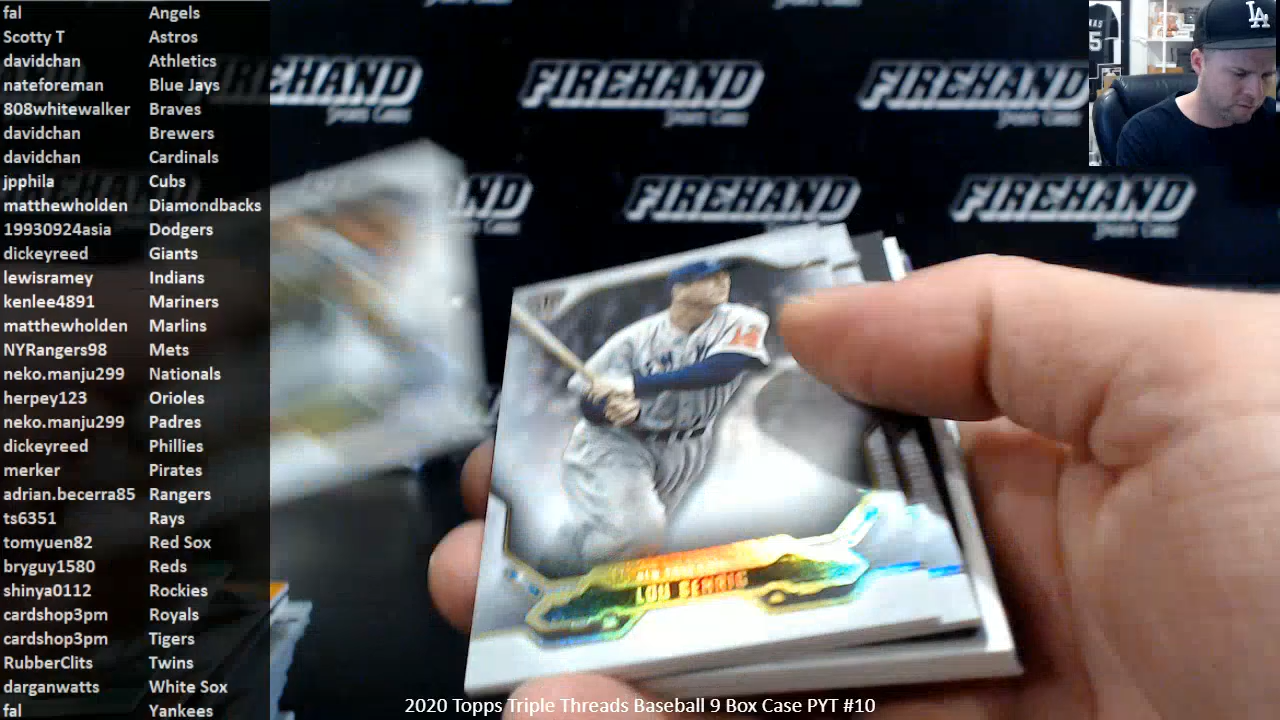 fal Angels
Scotty T Astros
davidchan Athletics
nateforeman Blue Jays
808whitewalker Braves
davidchan Brewers
davidchan Cardinals
jpphila Cubs
matthewholden Diamondbacks
19930924asia Dodgers
dickeyreed Giants
lewisramey Indians
kenlee4891 Mariners
matthewholden Marlins
NYRangers98 Mets
neko.manju299 Nationals
herpey123 Orioles
neko.manju299 Padres
dickeyreed Phillies
merker Pirates
adrian.becerra85 Rangers
ts6351 Rays
tomyuen82 Red Sox
bryguy1580 Reds
shinya0112 Rockies
cardshop3pm Royals
cardshop3pm Tigers
RubberClits Twins
darganwatts White Sox
fal Yankees
FIREHAND
FIREHAND
FIREHAND
FIREHAND
FIREHAND
LA
LOU GEHRIG
2020 Topps Triple Threads Baseball 9 Box Case PYT #10